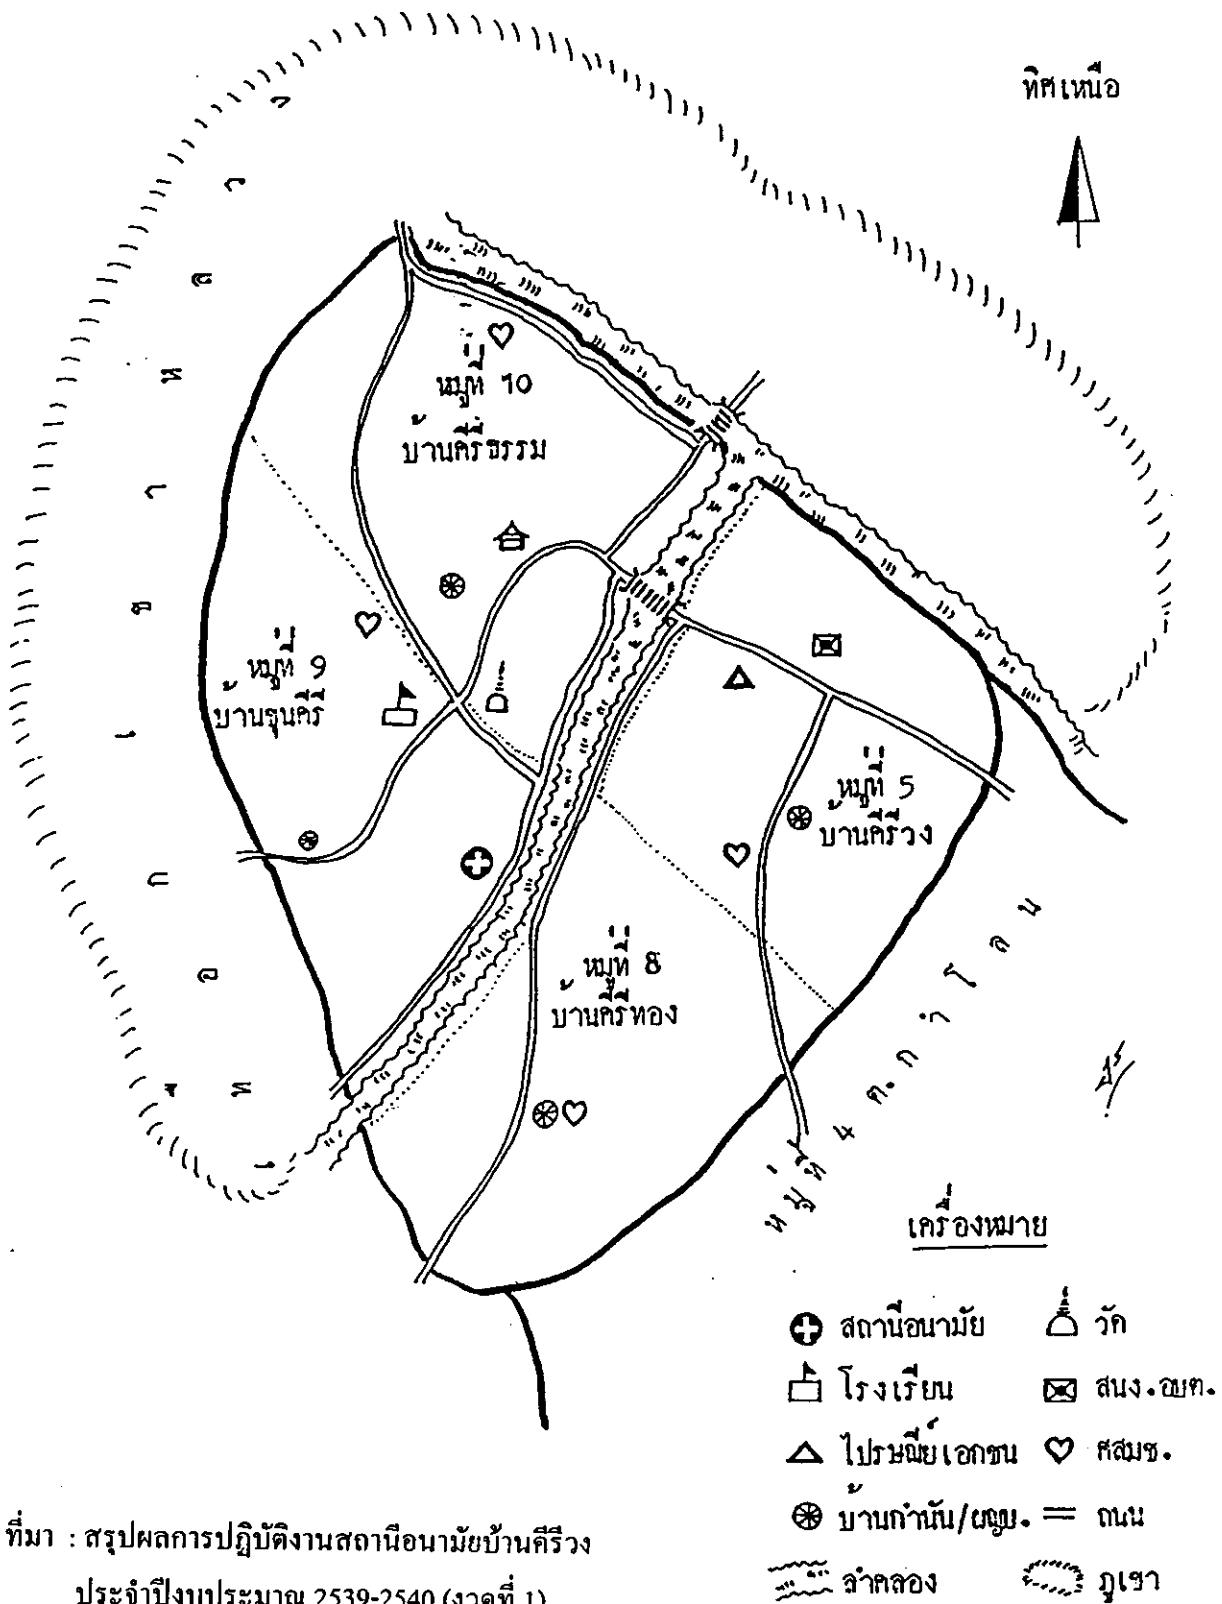 ทิศเหนือ
หมู่ที่ 10
บ้านคีรีธรรม
หมู่ที่ 9
บ้านขุนคีรี
หมู่ที่ 5
บ้านคีรีวง
หมู่ที่ 8
บ้านคีรีทอง
เทือกเขาหลวง
หมู่ที่ 4 ต.กำโลน
เครื่องหมาย
สถานีอนามัย
วัด
โรงเรียน
สนง.อบต.
ไปรษณีย์เอกชน
ศสมช.
บ้านกำนัน/ผญบ.
ถนน
ลำคลอง
ภูเขา
ที่มา : สรุปผลการปฏิบัติงานสถานีอนามัยบ้านคีรีวง
ประจำปีงบประมาณ 2539-2540 (งวดที่ 1)